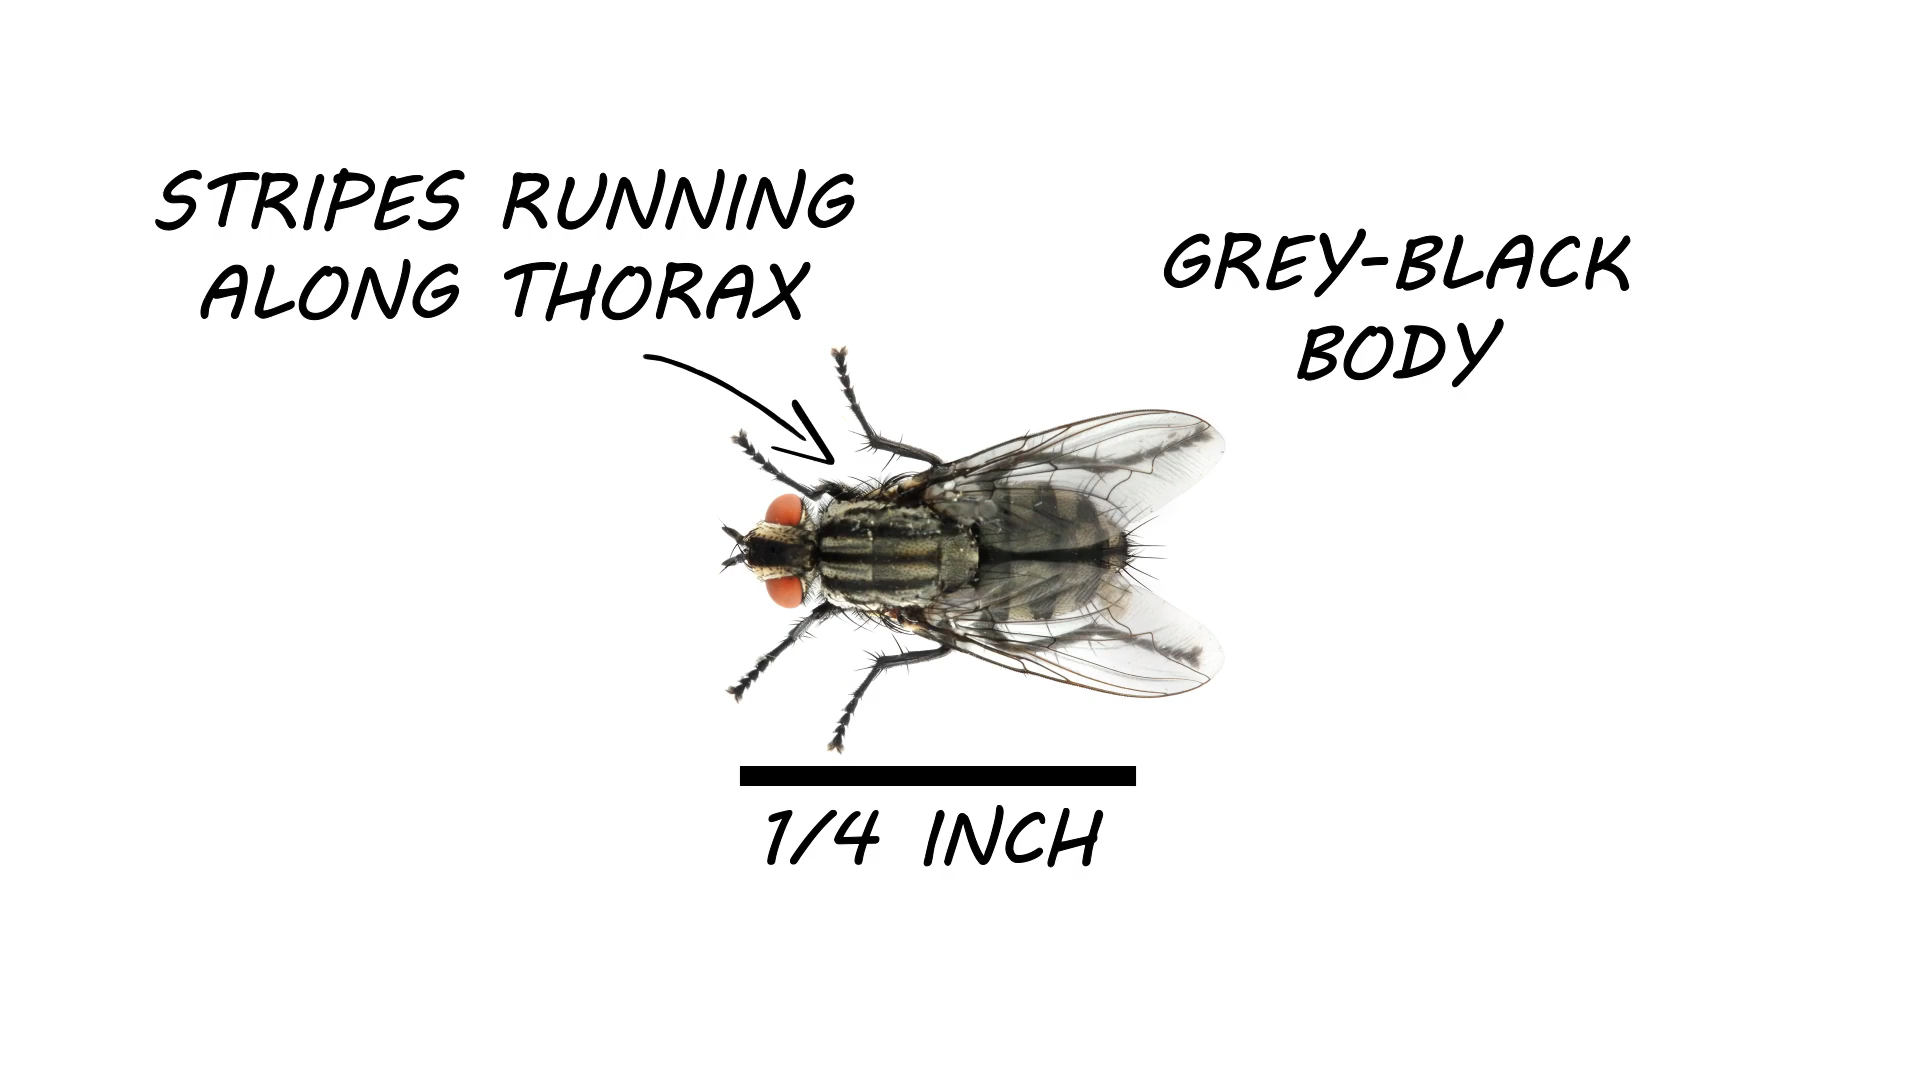 STRIPES RUNNING
ALONG THORAX
GREY-BLACK
BODY
1/4 INCH